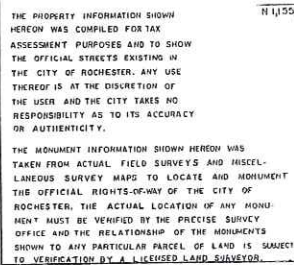 N 1,155
THE PROPERTY INFORMATION SHOWN
HEREON WAS COMPILED FOR TAX
ASSESSMENT PURPOSES AND TO SHOW
THE OFFICIAL STREETS EXISTING IN
THE CITY OF ROCHESTER. ANY USE
THEREOF IS AT THE DISCRETION OF
THE USER AND THE CITY TAKES NO
RESPONSIBILITY AS TO ITS ACCURACY
OR AUTHENTICITY.
THE MONUMENT INFORMATION SHOWN HEREON WAS
TAKEN FROM ACTUAL FIELD SURVEYS AND MISCEL-
LANEOUS SURVEY MAPS TO LOCATE AND MONUMENT
THE OFFICIAL RIGHTS-OF-WAY OF THE CITY OF
ROCHESTER, THE ACTUAL LOCATION OF ANY MONU-
MENT MUST BE VERIFIED BY THE PRECISE SURVEY
OFFICE AND THE RELATIONSHIP OF THE MONUMENTS
SHOWN TO ANY PARTICULAR PARCEL OF LAND IS SUBJECT
TO VERIFICATION BY A LICENSED LAND SURVEYOR.